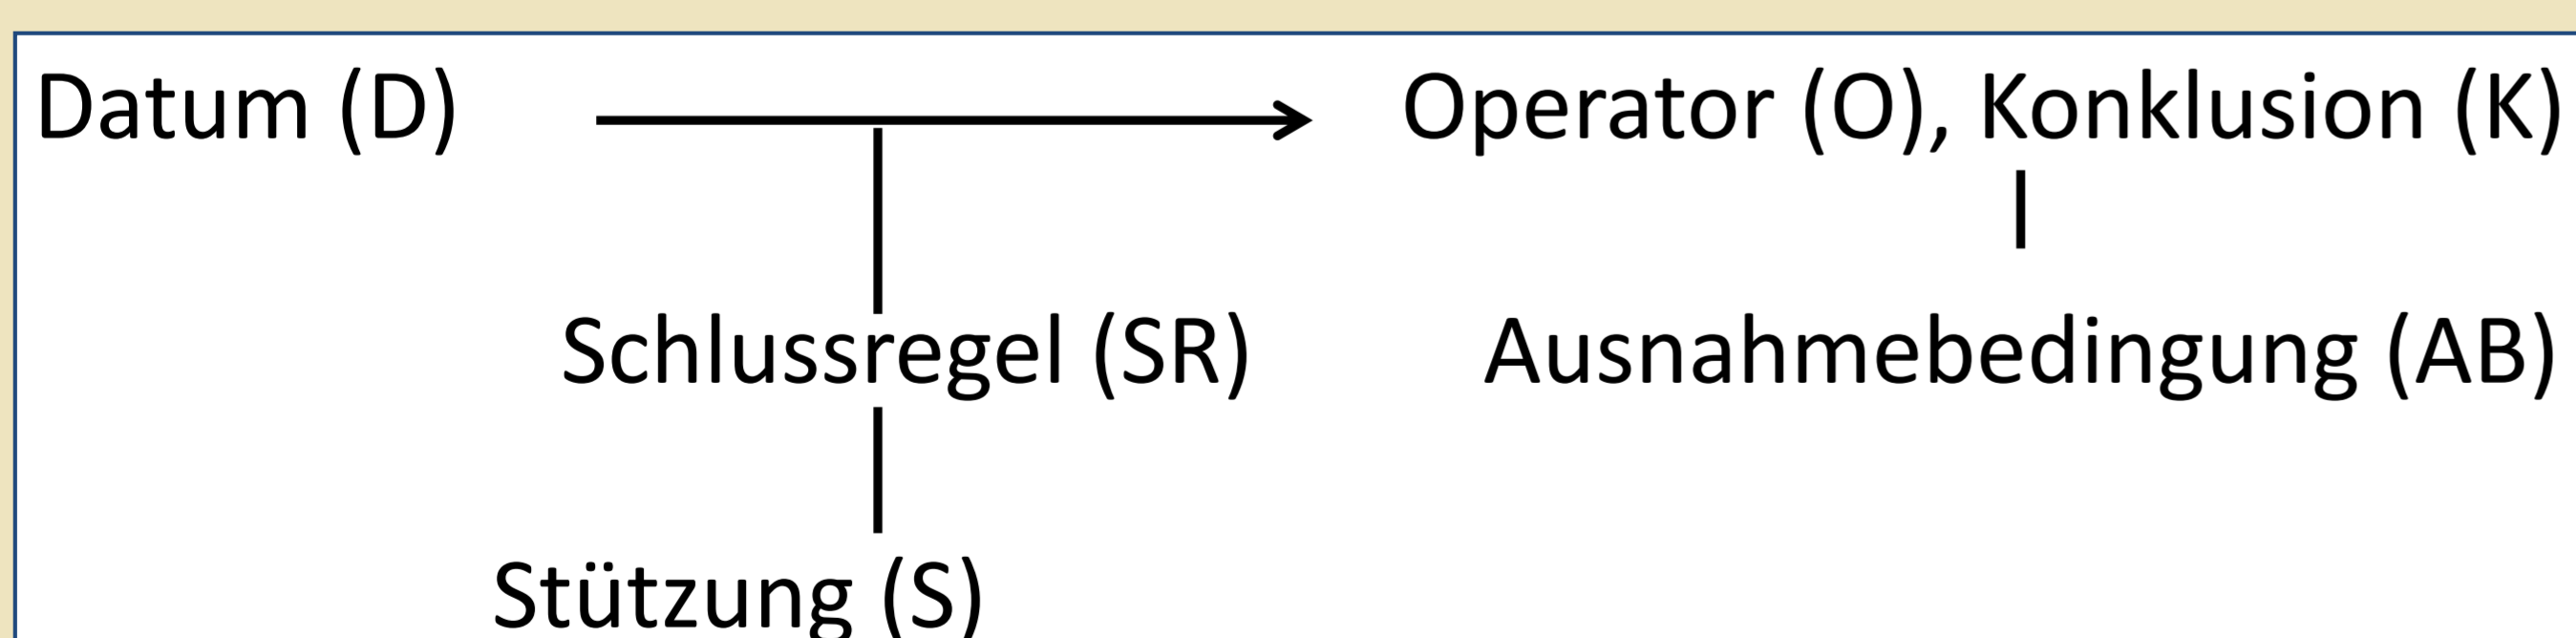 Datum (D) Operator (O), Konklusion (K)
Schlussregel (SR) Ausnahmebedingung (AB)
Stützung (S)